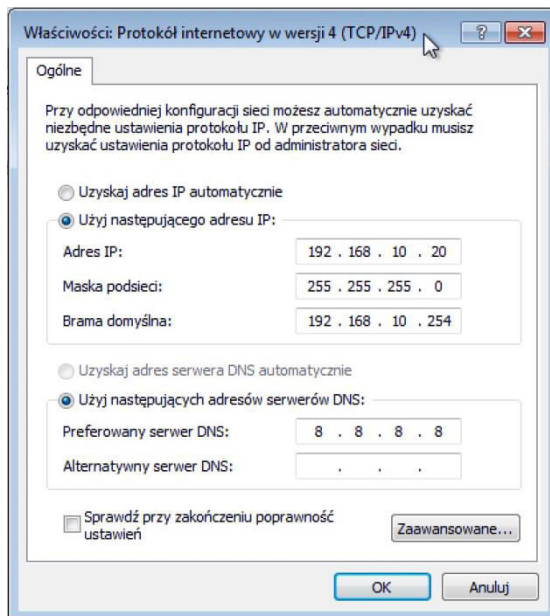 Właściwości: Protokół internetowy w wersji 4 (TCP/IPv4)
Ogólne
Przy odpowiedniej konfiguracji sieci możesz automatycznie uzyskać
niezbędne ustawienia protokołu IP. W przeciwnym wypadku musisz
uzyskać ustawienia protokołu IP od administratora sieci.
Uzyskaj adres IP automatycznie
Użyj następującego adresu IP:
Adres IP: 192 . 168 . 10 . 20
Maska podsieci: 255 . 255 . 255 . 0
Brama domyślna: 192 . 168 . 10 . 254
Uzyskaj adres serwera DNS automatycznie
Użyj następujących adresów serwerów DNS:
Preferowany serwer DNS: 8 . 8 . 8 . 8
Alternatywny serwer DNS: . . .
Sprawdź przy zakończeniu poprawność
ustawień
Zaawansowane...
OK Anuluj